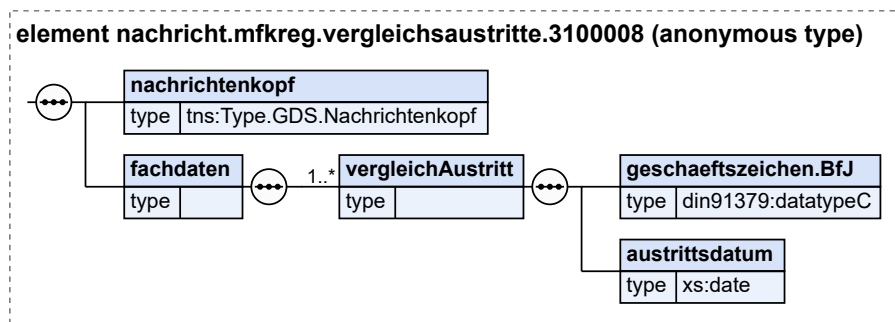 element nachricht.mfkreg.vergleichsaustritte.3100008 (anonymous type)
nachrichtenkopf
type tns:Type.GDS.Nachrichtenkopf
fachdaten
type
1..*
vergleichAustritt
type
geschaeftszeichen.BfJ
type din91379:datatypeC
austrittsdatum
type xs:date